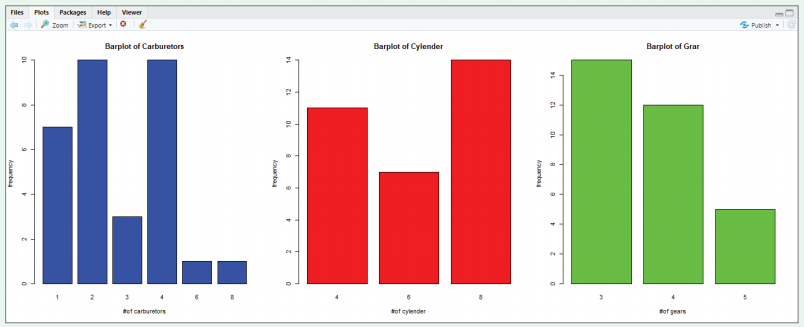 Files Plots Packages Help Viewer
Zoom Export Publish
Barplot of Carburetors
frequency
0 2 4 6 8 10
1 2 3 4 6 8
#of carburetors
Barplot of Cylender
frequency
0 2 4 6 8 10 12 14
4 6 8
#of cylender
Barplot of Grar
frequency
0 2 4 6 8 10 12 14
3 4 5
#of gears